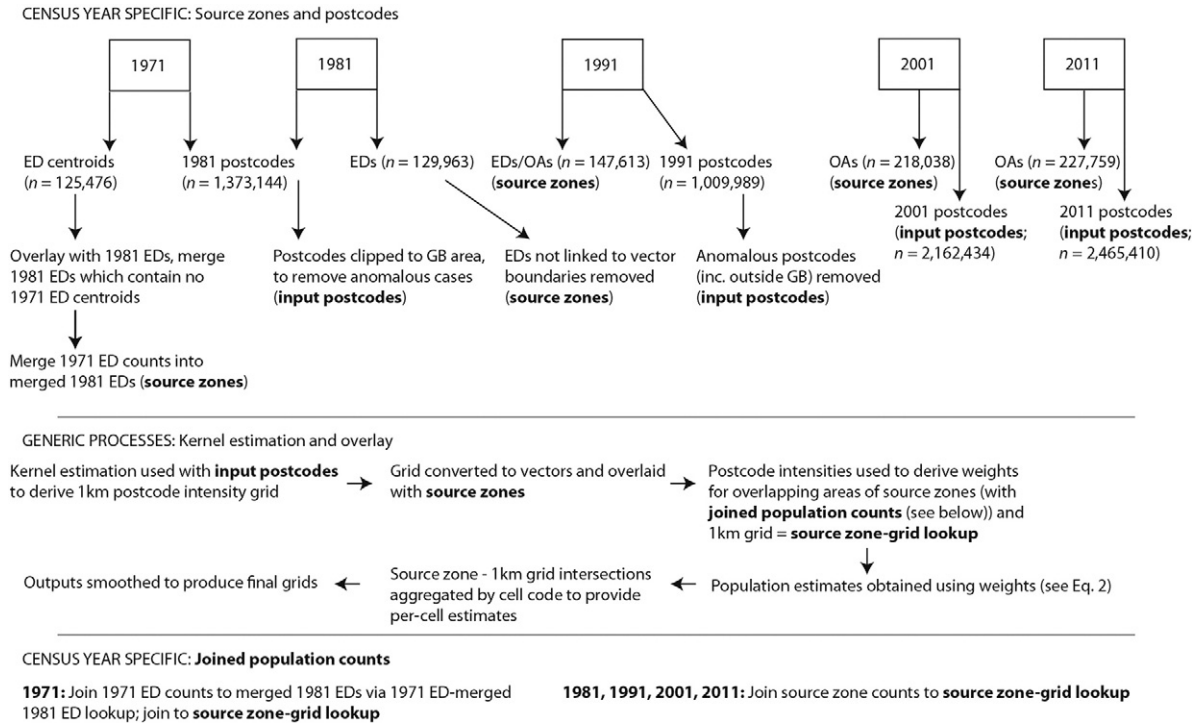 CENSUS YEAR SPECIFIC: Source zones and postcodes
1971
1981
1991
2001
2011
ED centroids
(n = 125,476)
1981 postcodes
(n = 1,373,144)
EDs (n = 129,963)
EDs/OAs (n = 147,613)
(source zones)
1991 postcodes
(n = 1,009,989)
OAs (n = 218,038)
(source zones)
OAs (n = 227,759)
(source zones)
2001 postcodes
(input postcodes;
n = 2,162,434)
2011 postcodes
(input postcodes;
n = 2,465,410)
Overlay with 1981 EDs, merge
1981 EDs which contain no
1971 ED centroids
Postcodes clipped to GB area,
to remove anomalous cases
(input postcodes)
EDs not linked to vector
boundaries removed
(source zones)
Anomalous postcodes
(inc. outside GB) removed
(input postcodes)
Merge 1971 ED counts into
merged 1981 EDs (source zones)
GENERIC PROCESSES: Kernel estimation and overlay
Kernel estimation used with input postcodes
to derive 1km postcode intensity grid
Grid converted to vectors and overlaid
with source zones
Postcode intensities used to derive weights
for overlapping areas of source zones (with
joined population counts (see below)) and
1km grid = source zone-grid lookup
Population estimates obtained using weights (see Eq. 2)
Source zone - 1km grid intersections
aggregated by cell code to provide
per-cell estimates
Outputs smoothed to produce final grids
CENSUS YEAR SPECIFIC: Joined population counts
1971: Join 1971 ED counts to merged 1981 EDs via 1971 ED-merged
1981 ED lookup; join to source zone-grid lookup
1981, 1991, 2001, 2011: Join source zone counts to source zone-grid lookup